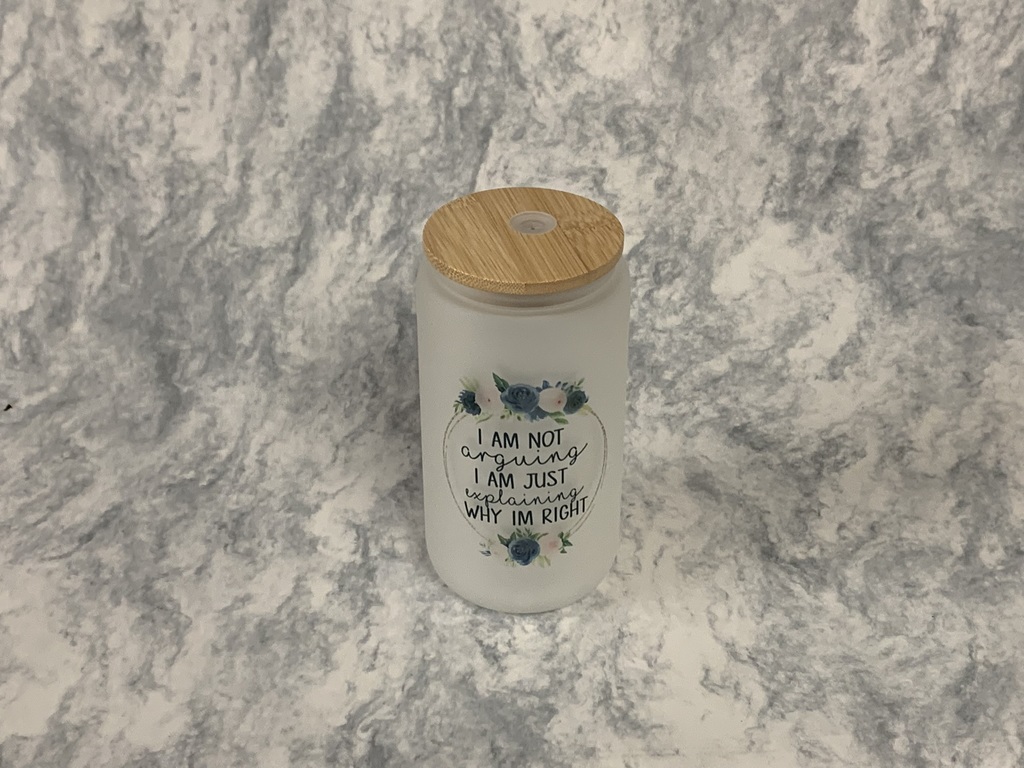 I AM NOT
arguing
I AM JUST
explaining
WHY IM RIGHT